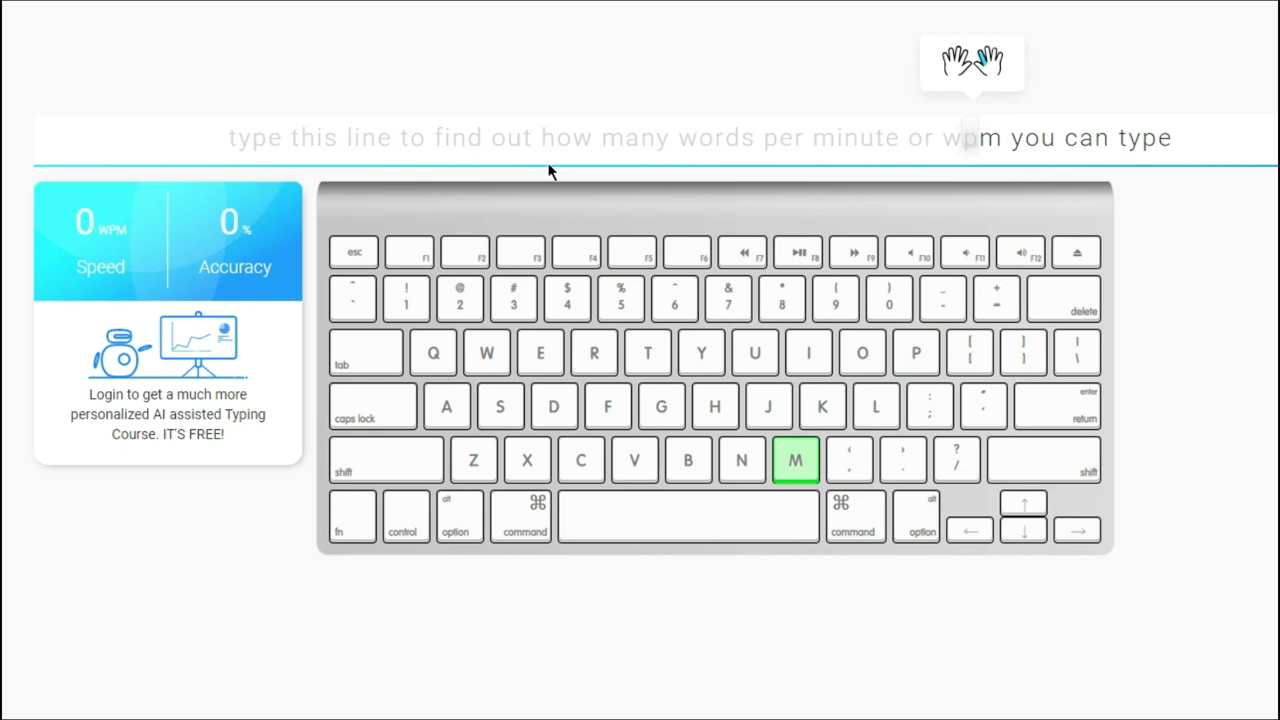 type this line to find out how many words per minute or wpm you can type
0 WPM 0 %
Speed Accuracy
Login to get a much more
personalized AI assisted Typing
Course. IT'S FREE!
esc F1 F2 F3 F4 F5 F6 F7 F8 F9 F10 F11 F12
~ ` ! 1 @ 2 # 3 $ 4 % 5 ^ 6 & 7 * 8 ( 9 ) 0 _ - + = delete
tab Q W E R T Y U I O P [ [ ] ] | \
caps lock A S D F G H J K L : ; " ' enter return
shift Z X C V B N M ‹ , › . ? / shift
fn control alt option ⌘ command ⌘ command alt option ← ↑ ↓ →